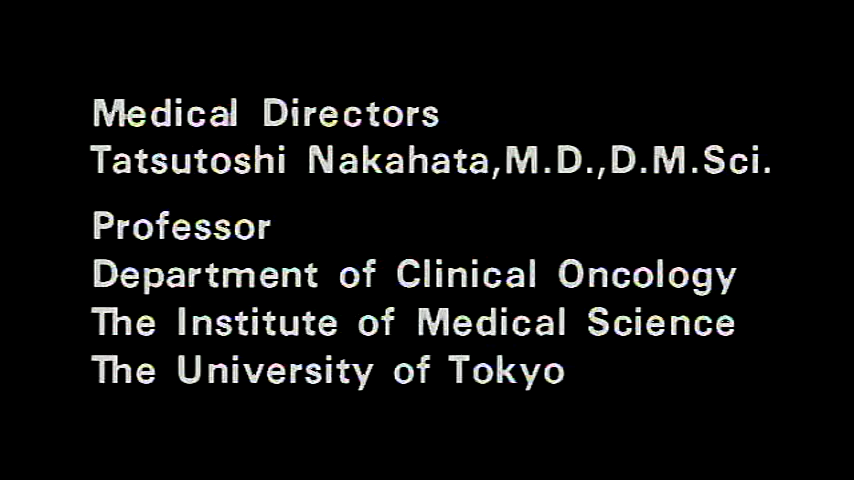 Medical Directors
Tatsutoshi Nakahata,M.D.,D.M.Sci.
Professor
Department of Clinical Oncology
The Institute of Medical Science
The University of Tokyo